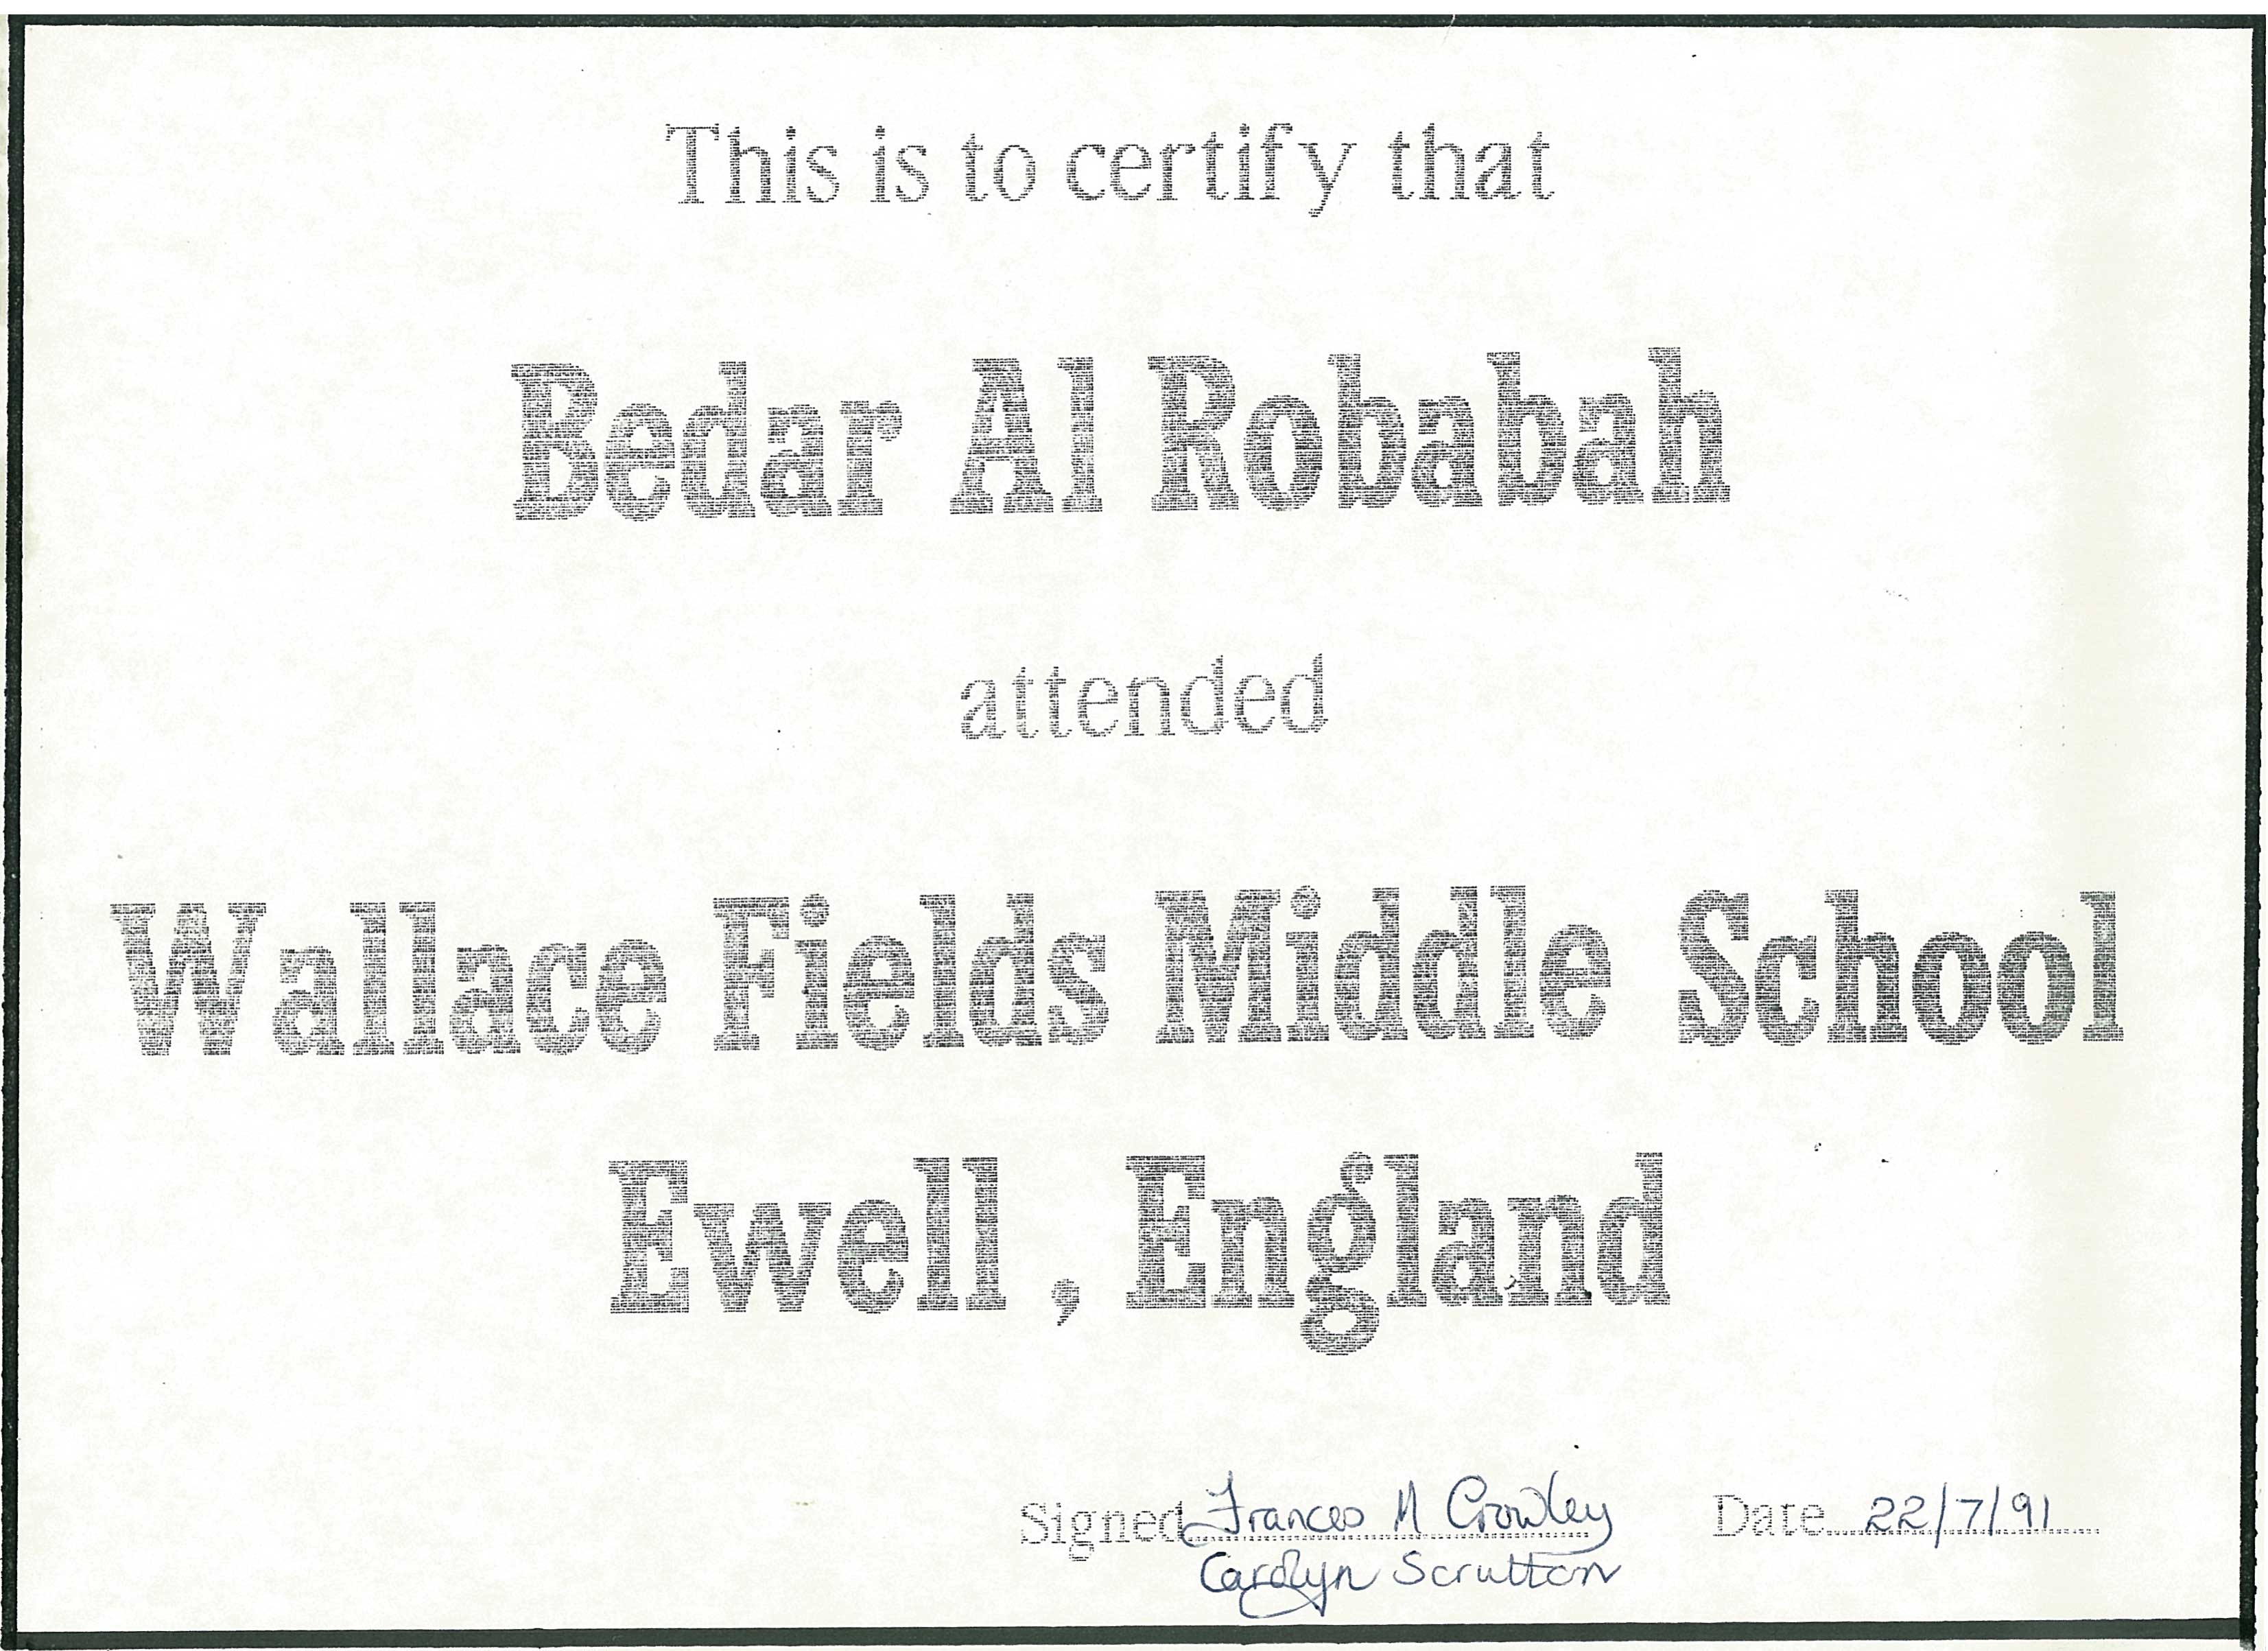 This is to certify that
Bedar Al Robabah
attended
Wallace Fields Middle School
Ewell , England
Signed Frances M Crowley Date 22/7/91
Carolyn Scrutton